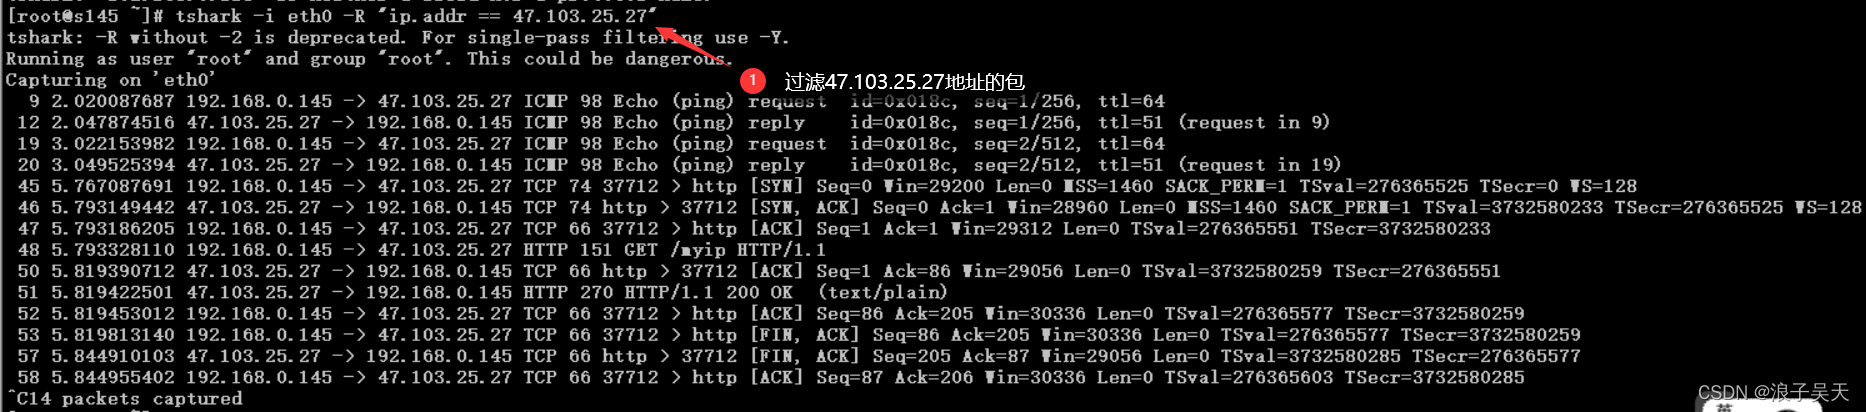 [root@s145 ~]# tshark -i eth0 -R "ip.addr == 47.103.25.27"
tshark: -R without -2 is deprecated. For single-pass filtering use -Y.
Running as user "root" and group "root". This could be dangerous.
Capturing on 'eth0'
1 过滤47.103.25.27地址的包
9 2.020087687 192.168.0.145 -> 47.103.25.27 ICMP 98 Echo (ping) request id=0x018c, seq=1/256, ttl=64
12 2.047874516 47.103.25.27 -> 192.168.0.145 ICMP 98 Echo (ping) reply id=0x018c, seq=1/256, ttl=51 (request in 9)
19 3.022153982 192.168.0.145 -> 47.103.25.27 ICMP 98 Echo (ping) request id=0x018c, seq=2/512, ttl=64
20 3.049525394 47.103.25.27 -> 192.168.0.145 ICMP 98 Echo (ping) reply id=0x018c, seq=2/512, ttl=51 (request in 19)
45 5.767087691 192.168.0.145 -> 47.103.25.27 TCP 74 37712 > http [SYN] Seq=0 Win=29200 Len=0 MSS=1460 SACK_PERM=1 TSval=276365525 TSecr=0 WS=128
46 5.793149442 47.103.25.27 -> 192.168.0.145 TCP 74 http > 37712 [SYN, ACK] Seq=0 Ack=1 Win=28960 Len=0 MSS=1460 SACK_PERM=1 TSval=3732580233 TSecr=276365525 WS=128
47 5.793186205 192.168.0.145 -> 47.103.25.27 TCP 66 37712 > http [ACK] Seq=1 Ack=1 Win=29312 Len=0 TSval=276365551 TSecr=3732580233
48 5.793328110 192.168.0.145 -> 47.103.25.27 HTTP 151 GET /myip HTTP/1.1
50 5.819390712 47.103.25.27 -> 192.168.0.145 TCP 66 http > 37712 [ACK] Seq=1 Ack=86 Win=29056 Len=0 TSval=3732580259 TSecr=276365551
51 5.819422501 47.103.25.27 -> 192.168.0.145 HTTP 270 HTTP/1.1 200 OK (text/plain)
52 5.819453012 192.168.0.145 -> 47.103.25.27 TCP 66 37712 > http [ACK] Seq=86 Ack=205 Win=30336 Len=0 TSval=276365577 TSecr=3732580259
53 5.819813140 192.168.0.145 -> 47.103.25.27 TCP 66 37712 > http [FIN, ACK] Seq=86 Ack=205 Win=30336 Len=0 TSval=276365577 TSecr=3732580259
57 5.844910103 47.103.25.27 -> 192.168.0.145 TCP 66 http > 37712 [FIN, ACK] Seq=205 Ack=87 Win=29056 Len=0 TSval=3732580285 TSecr=276365577
58 5.844955402 192.168.0.145 -> 47.103.25.27 TCP 66 37712 > http [ACK] Seq=87 Ack=206 Win=30336 Len=0 TSval=276365603 TSecr=3732580285
^C14 packets captured
CSDN @浪子吴天